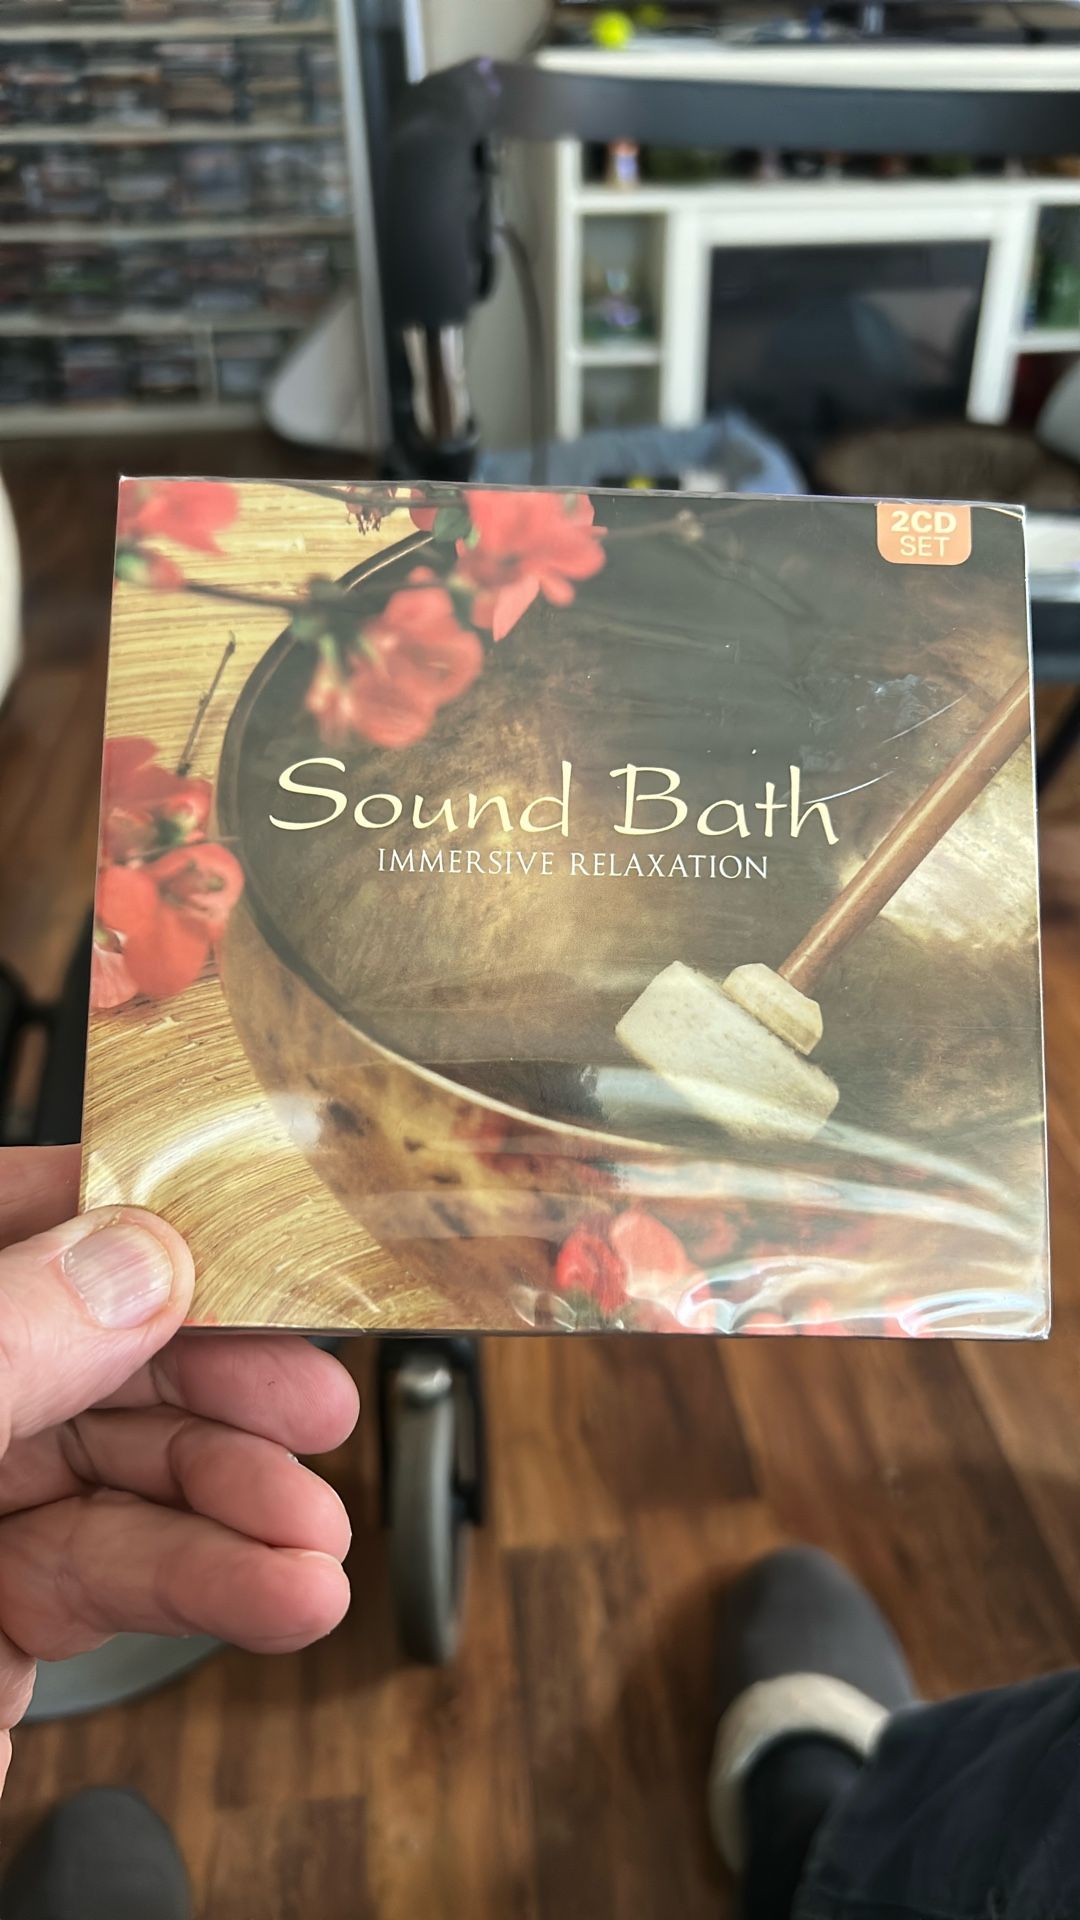 2CD
SET
Sound Bath
IMMERSIVE RELAXATION